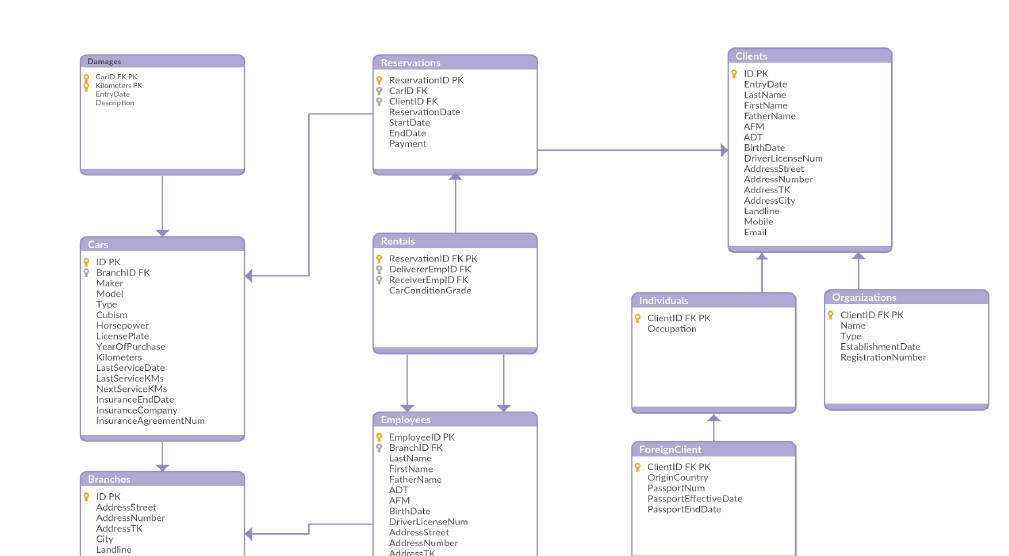 Damages
CarID FK PK
Kilometers PK
EntryDate
Description
Reservations
ReservationID PK
CarID FK
ClientID FK
ReservationDate
StartDate
EndDate
Payment
Clients
ID PK
EntryDate
LastName
FirstName
FatherName
AFM
ADT
BirthDate
DriverLicenseNum
AddressStreet
AddressNumber
AddressTK
AddressCity
Landline
Mobile
Email
Cars
ID PK
BranchID FK
Maker
Model
Type
Cubism
Horsepower
LicensePlate
YearOfPurchase
Kilometers
LastServiceDate
LastServiceKMs
NextServiceKMs
InsuranceEndDate
InsuranceCompany
InsuranceAgreementNum
Rentals
ReservationID FK PK
DelivererEmpID FK
ReceiverEmpID FK
CarConditionGrade
Individuals
ClientID FK PK
Occupation
Organizations
ClientID FK PK
Name
Type
EstablishmentDate
RegistrationNumber
Employees
EmployeeID PK
BranchID FK
LastName
FirstName
FatherName
ADT
AFM
BirthDate
DriverLicenseNum
AddressStreet
AddressNumber
AddressTK
ForeignClient
ClientID FK PK
OriginCountry
PassportNum
PassportEffectiveDate
PassportEndDate
Branches
ID PK
AddressStreet
AddressNumber
AddressTK
City
Landline